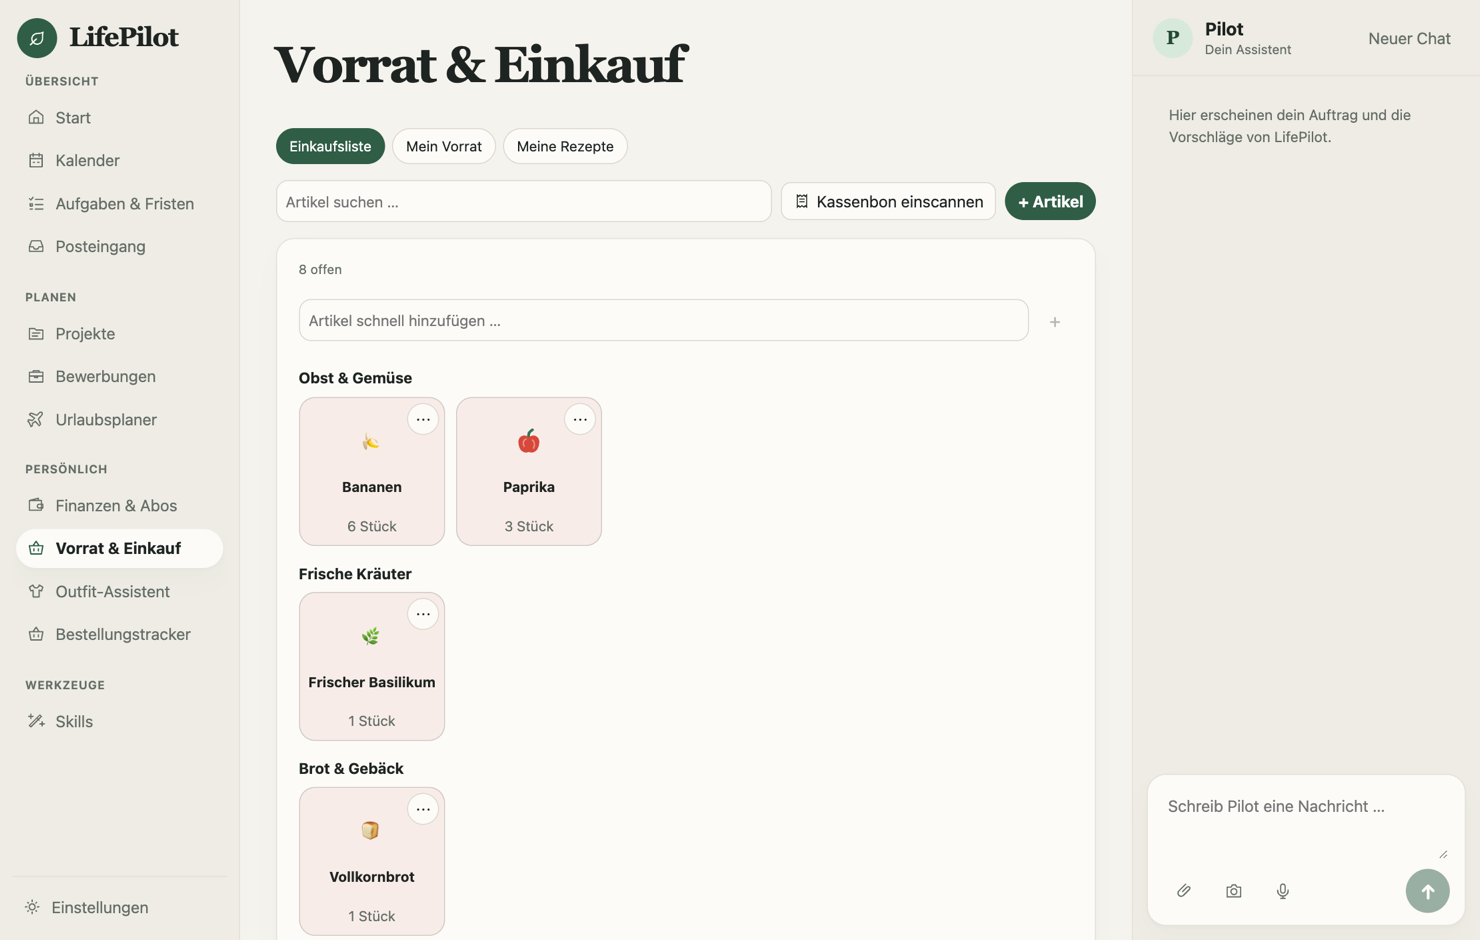 LifePilot
ÜBERSICHT
Start
Kalender
Aufgaben & Fristen
Posteingang
PLANEN
Projekte
Bewerbungen
Urlaubsplaner
PERSÖNLICH
Finanzen & Abos
Vorrat & Einkauf
Outfit-Assistent
Bestellungstracker
WERKZEUGE
Skills
Einstellungen
Vorrat & Einkauf
Einkaufsliste
Mein Vorrat
Meine Rezepte
Artikel suchen ...
Kassenbon einscannen
+ Artikel
8 offen
Artikel schnell hinzufügen ...
+
Obst & Gemüse
Bananen
6 Stück
Paprika
3 Stück
Frische Kräuter
Frischer Basilikum
1 Stück
Brot & Gebäck
Vollkornbrot
1 Stück
P
Pilot
Dein Assistent
Neuer Chat
Hier erscheinen dein Auftrag und die
Vorschläge von LifePilot.
Schreib Pilot eine Nachricht ...